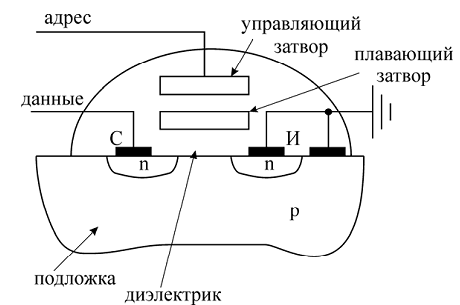 адрес
управляющий
затвор
плавающий
затвор
данные
С
И
n
n
p
подложка
диэлектрик